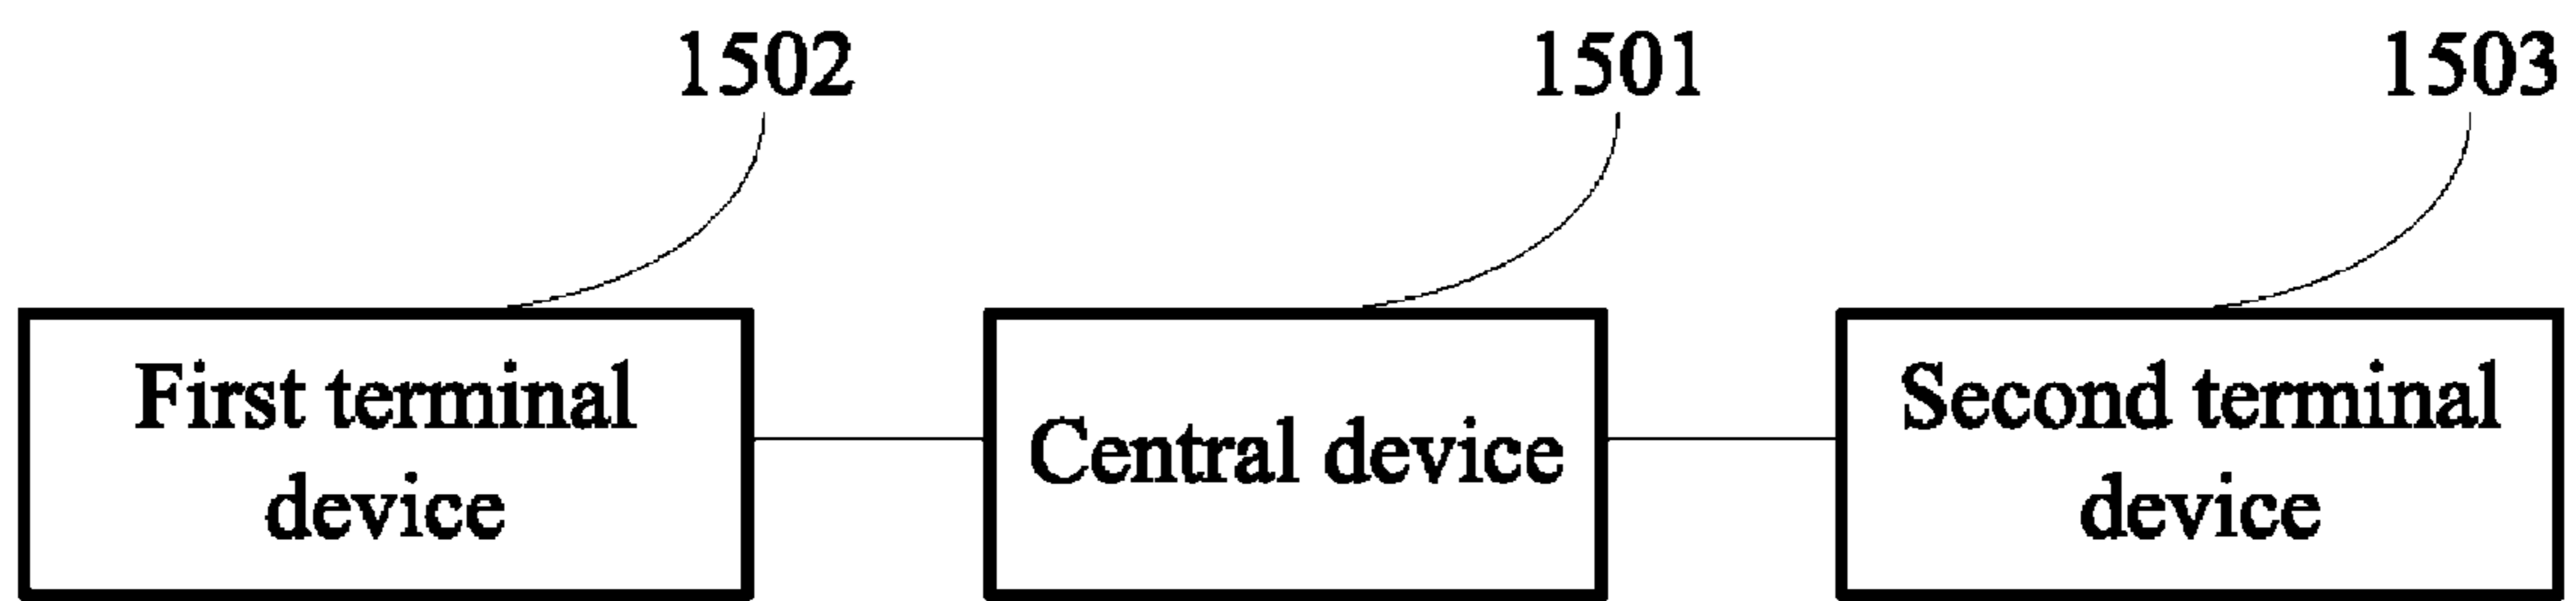 1502
1501
1503
First terminal
device
Central device
Second terminal
device